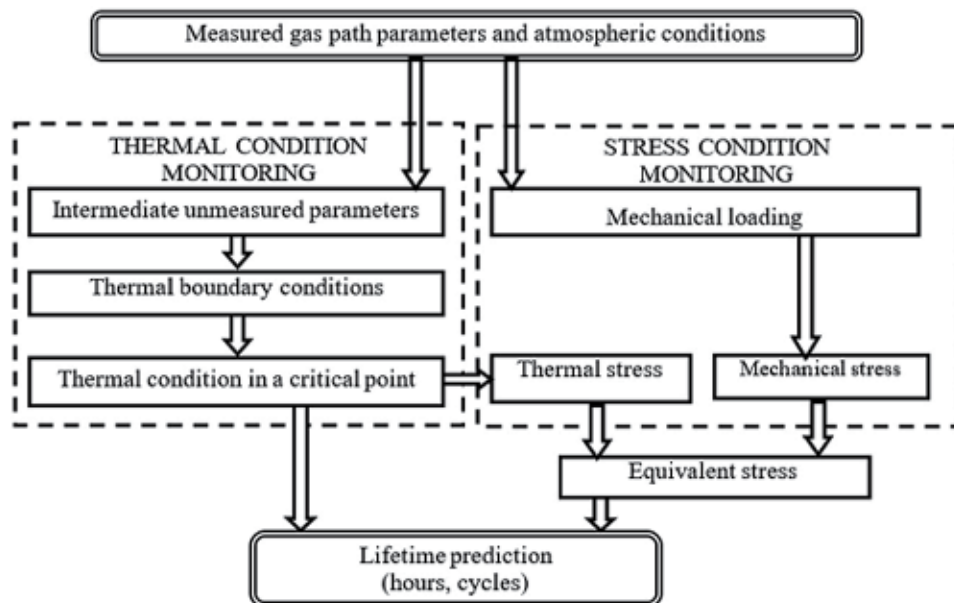 Measured gas path parameters and atmospheric conditions
THERMAL CONDITION
MONITORING
STRESS CONDITION
MONITORING
Intermediate unmeasured parameters
Mechanical loading
Thermal boundary conditions
Thermal condition in a critical point
Thermal stress
Mechanical stress
Equivalent stress
Lifetime prediction
(hours, cycles)